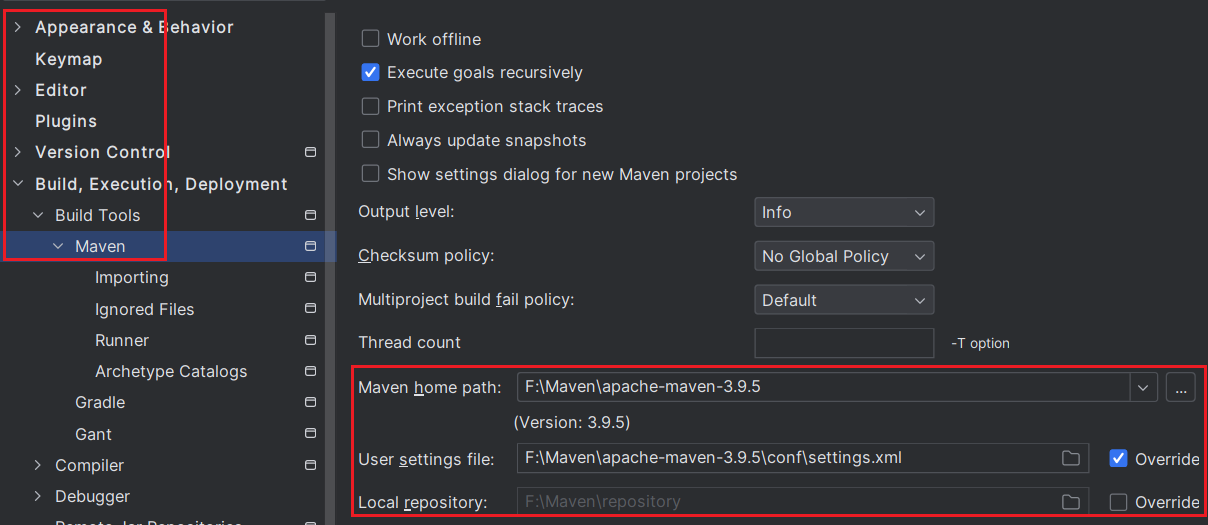 Appearance & Behavior
Keymap
Editor
Plugins
Version Control
Build, Execution, Deployment
Build Tools
Maven
Importing
Ignored Files
Runner
Archetype Catalogs
Gradle
Gant
Compiler
Debugger
Remote Jar Repositories
Work offline
Execute goals recursively
Print exception stack traces
Always update snapshots
Show settings dialog for new Maven projects
Output level: Info
Checksum policy: No Global Policy
Multiproject build fail policy: Default
Thread count -T option
Maven home path: F:\Maven\apache-maven-3.9.5 ...
(Version: 3.9.5)
User settings file: F:\Maven\apache-maven-3.9.5\conf\settings.xml Override
Local repository: F:\Maven\repository Override